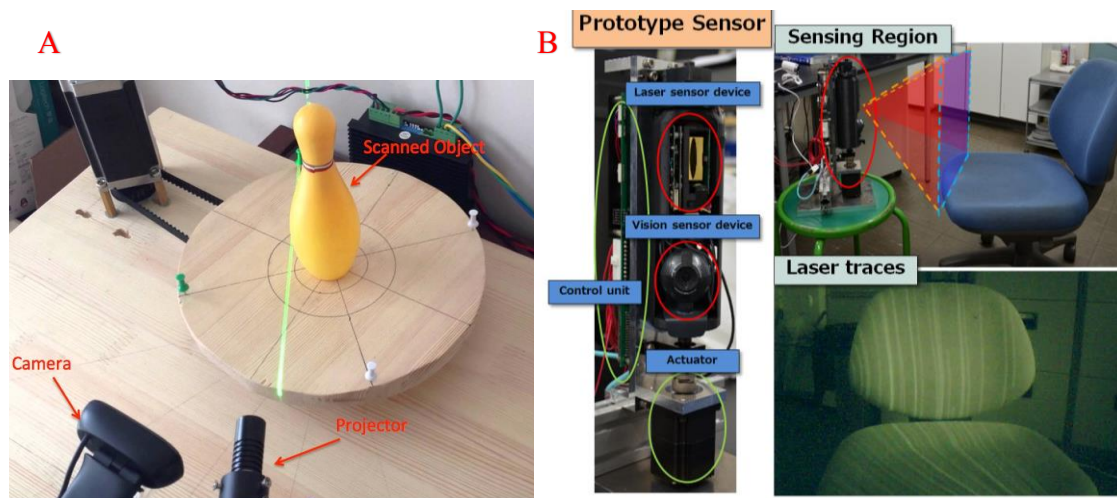 A
Scanned Object
Camera
Projector
B
Prototype Sensor
Laser sensor device
Vision sensor device
Control unit
Actuator
Sensing Region
Laser traces